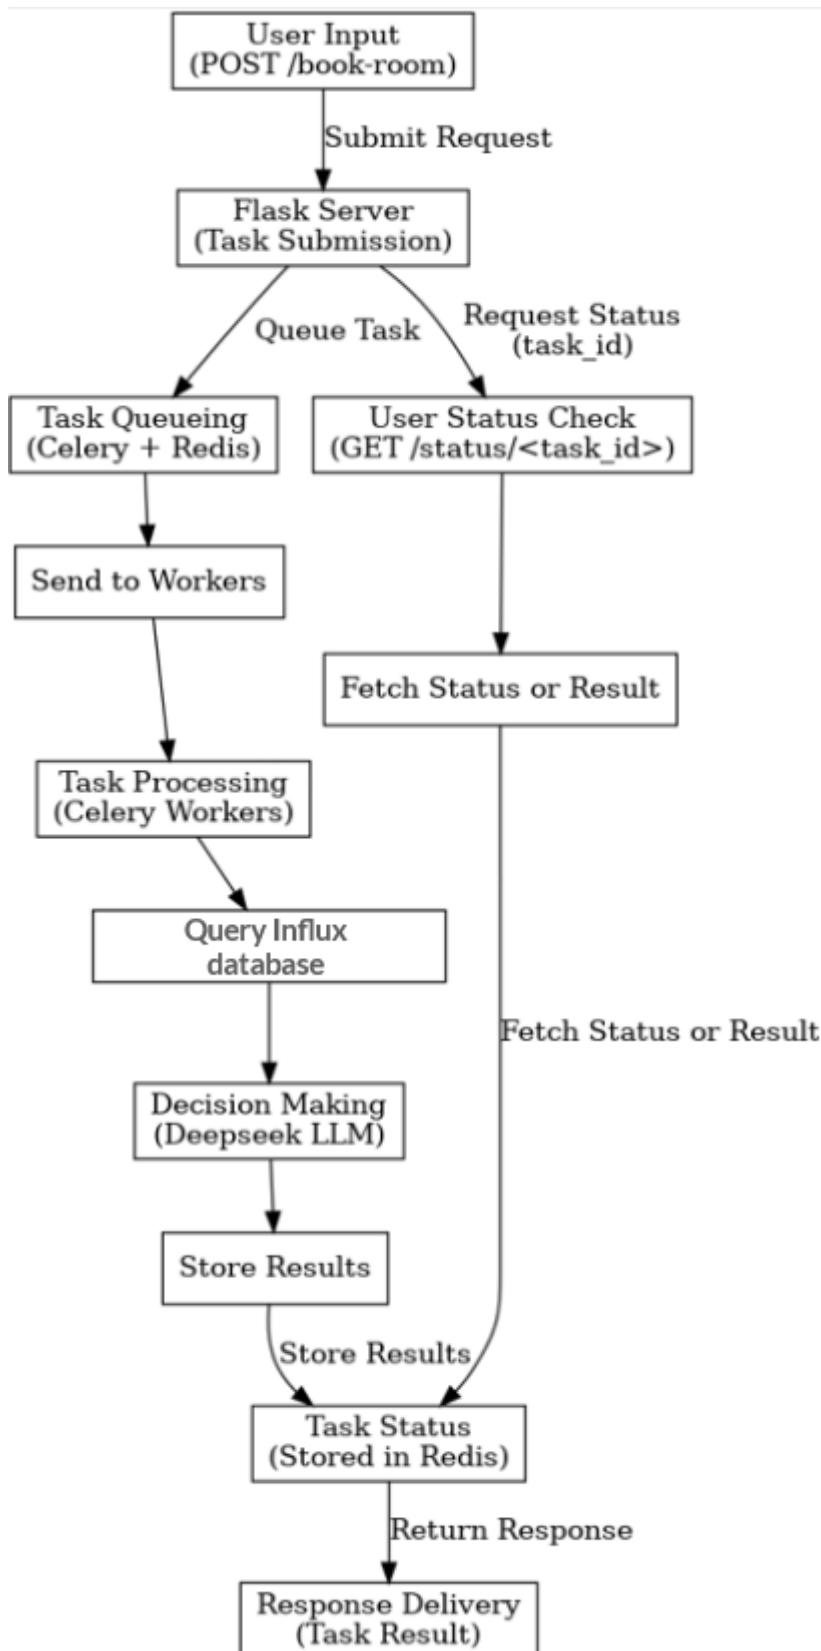 User Input
(POST /book-room)
Submit Request
Flask Server
(Task Submission)
Queue Task
Request Status
(task_id)
Task Queueing
(Celery + Redis)
User Status Check
(GET /status/<task_id>)
Send to Workers
Fetch Status or Result
Task Processing
(Celery Workers)
Query Influx
database
Fetch Status or Result
Decision Making
(Deepseek LLM)
Store Results
Store Results
Task Status
(Stored in Redis)
Return Response
Response Delivery
(Task Result)